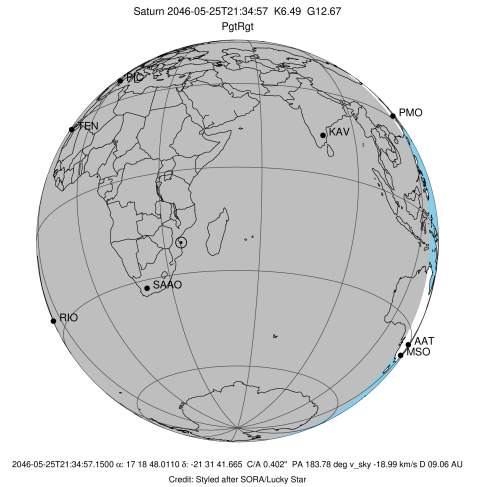 Saturn 2046-05-25T21:34:57 K6.49 G12.67
PgtRgt
PIC
PMO
TEN
KAV
SAAO
RIO
AAT
MSO
2046-05-25T21:34:57.1500 α: 17 18 48.0110 δ: -21 31 41.665 C/A 0.402" PA 183.78 deg v_sky -18.99 km/s D 09.06 AU
Credit: Styled after SORA/Lucky Star